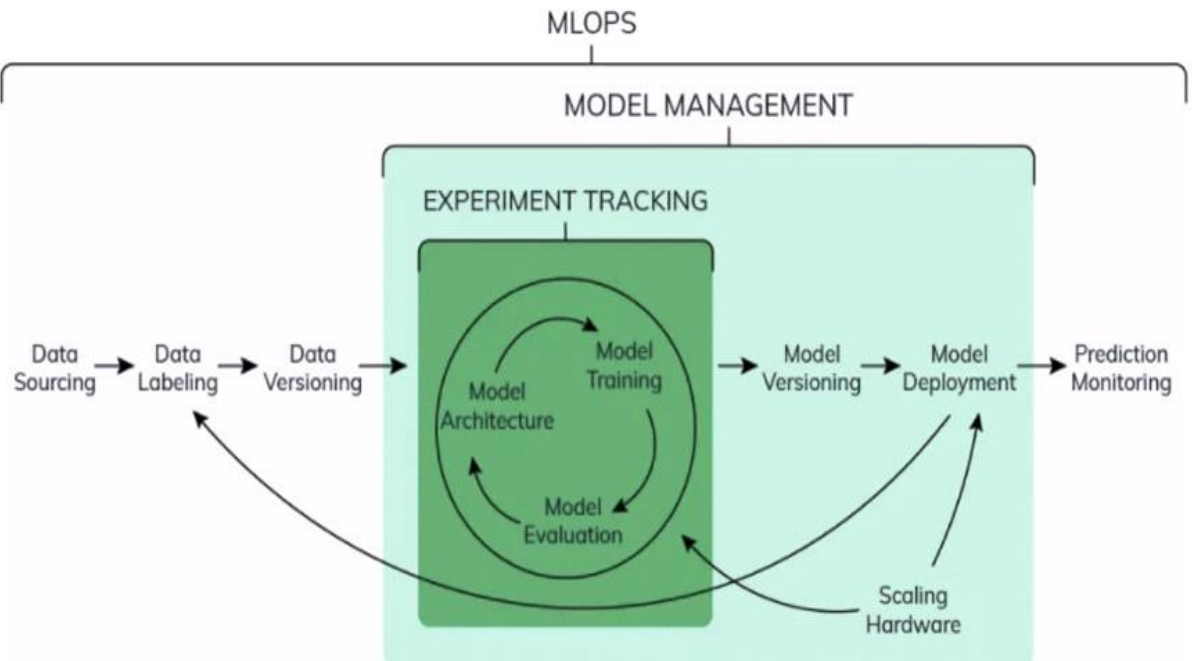 MLOPS
MODEL MANAGEMENT
EXPERIMENT TRACKING
Data
Sourcing
Data
Labeling
Data
Versioning
Model
Architecture
Model
Training
Model
Evaluation
Model
Versioning
Model
Deployment
Prediction
Monitoring
Scaling
Hardware